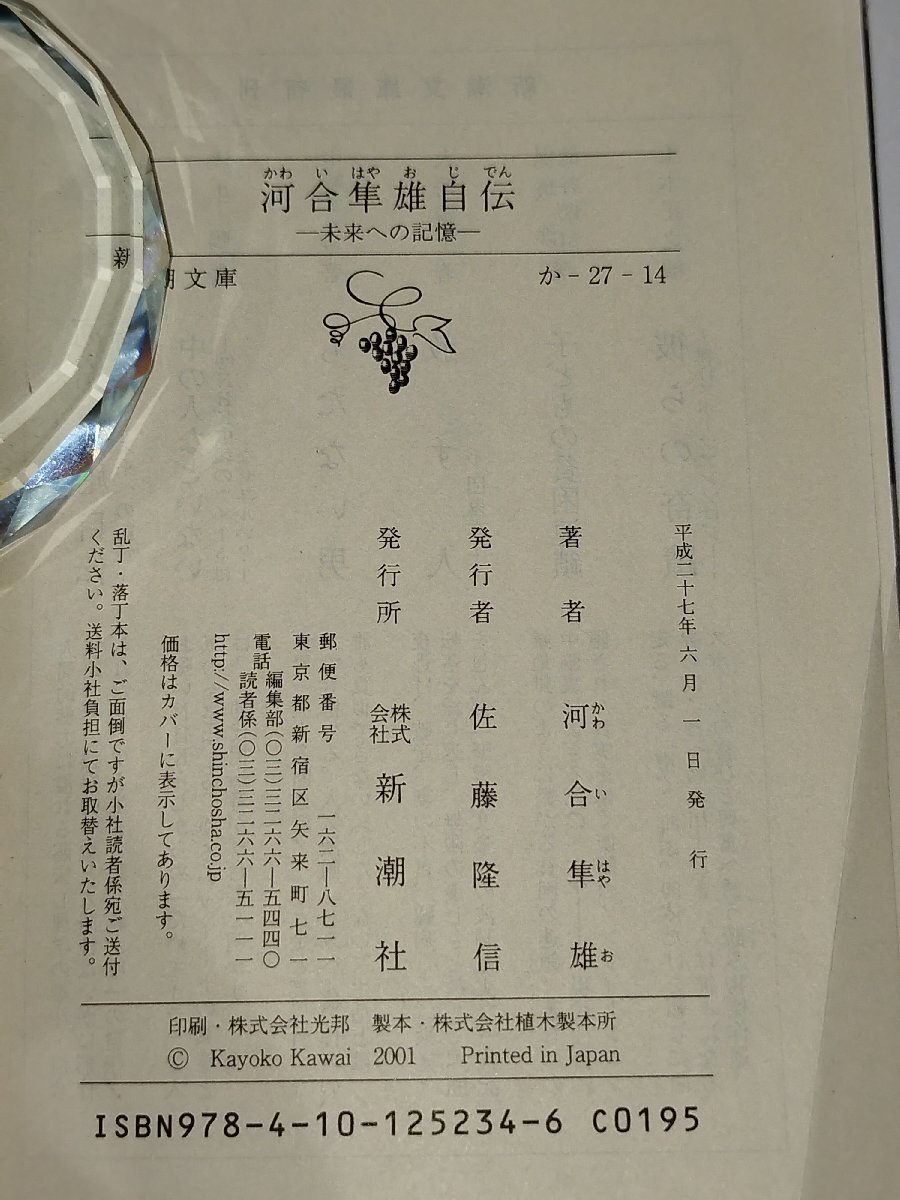 かわ い はや お じ でん
河合隼雄自伝
―未来への記憶―
新潮文庫
か-27-14
平成二十七年六月一日発行
著者 河合隼雄
かわ い はや お
発行者 佐藤隆信
発行所 株式会社 新潮社
郵便番号 一六二―八七一一
東京都新宿区矢来町七一
電話 編集部(〇三)三二六六―五四四〇
読者係(〇三)三二六六―五一一一
http://www.shinchosha.co.jp
価格はカバーに表示してあります。
乱丁・落丁本は、ご面倒ですが小社読者係宛ご送付
ください。送料小社負担にてお取替えいたします。
印刷・株式会社光邦 製本・株式会社植木製本所
© Kayoko Kawai 2001 Printed in Japan
ISBN978-4-10-125234-6 C0195